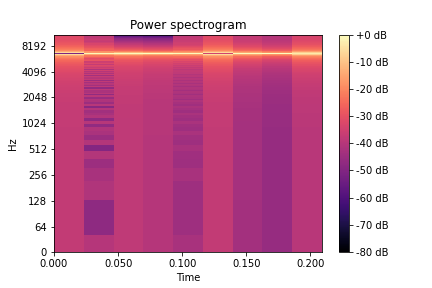 Power spectrogram
8192
4096
2048
1024
512
256
128
64
0
Hz
0.000 0.050 0.100 0.150 0.200
Time
+0 dB
-10 dB
-20 dB
-30 dB
-40 dB
-50 dB
-60 dB
-70 dB
-80 dB